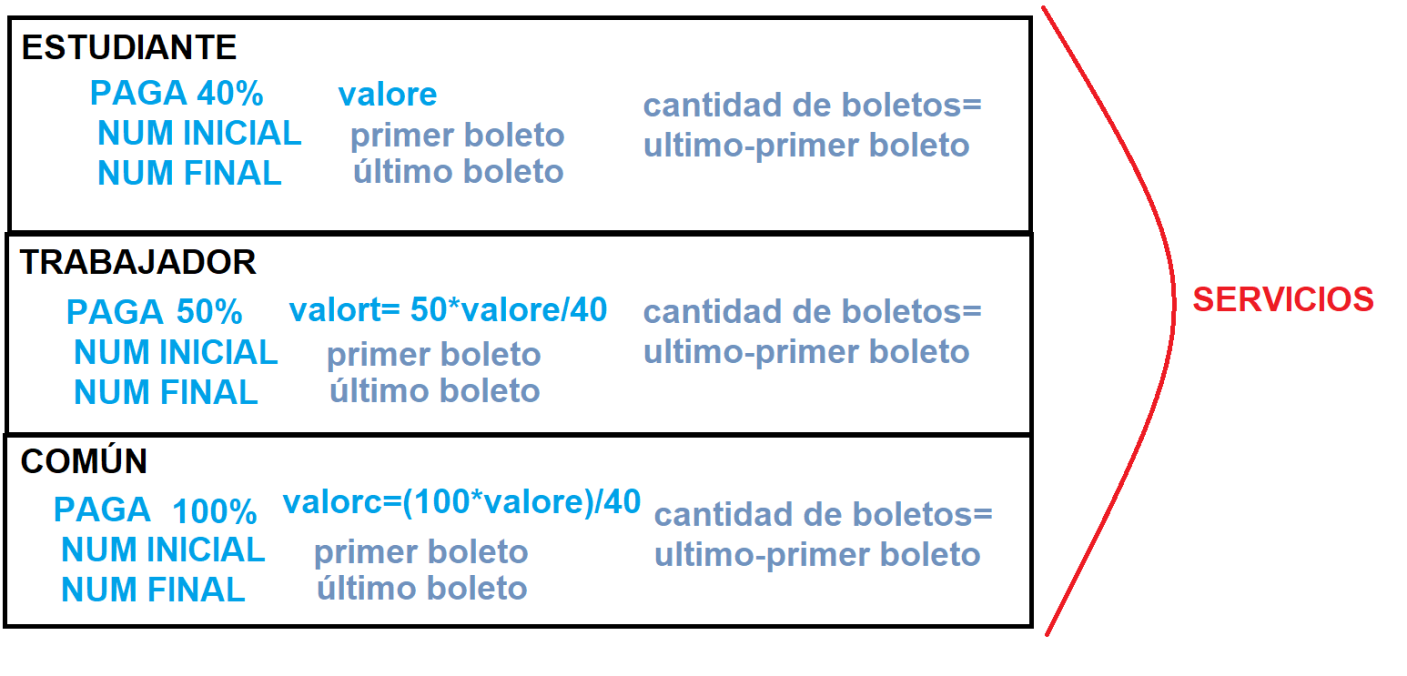 ESTUDIANTE
PAGA 40% valore
NUM INICIAL primer boleto
NUM FINAL último boleto
cantidad de boletos=
ultimo-primer boleto
TRABAJADOR
PAGA 50% valort= 50*valore/40
NUM INICIAL primer boleto
NUM FINAL último boleto
cantidad de boletos=
ultimo-primer boleto
COMÚN
PAGA 100% valorc=(100*valore)/40
NUM INICIAL primer boleto
NUM FINAL último boleto
cantidad de boletos=
ultimo-primer boleto
SERVICIOS